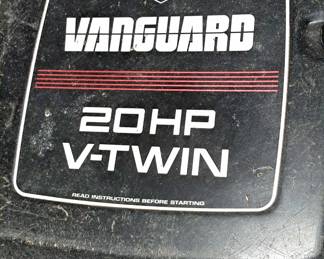 VANGUARD
20HP
V-TWIN
READ INSTRUCTIONS BEFORE STARTING